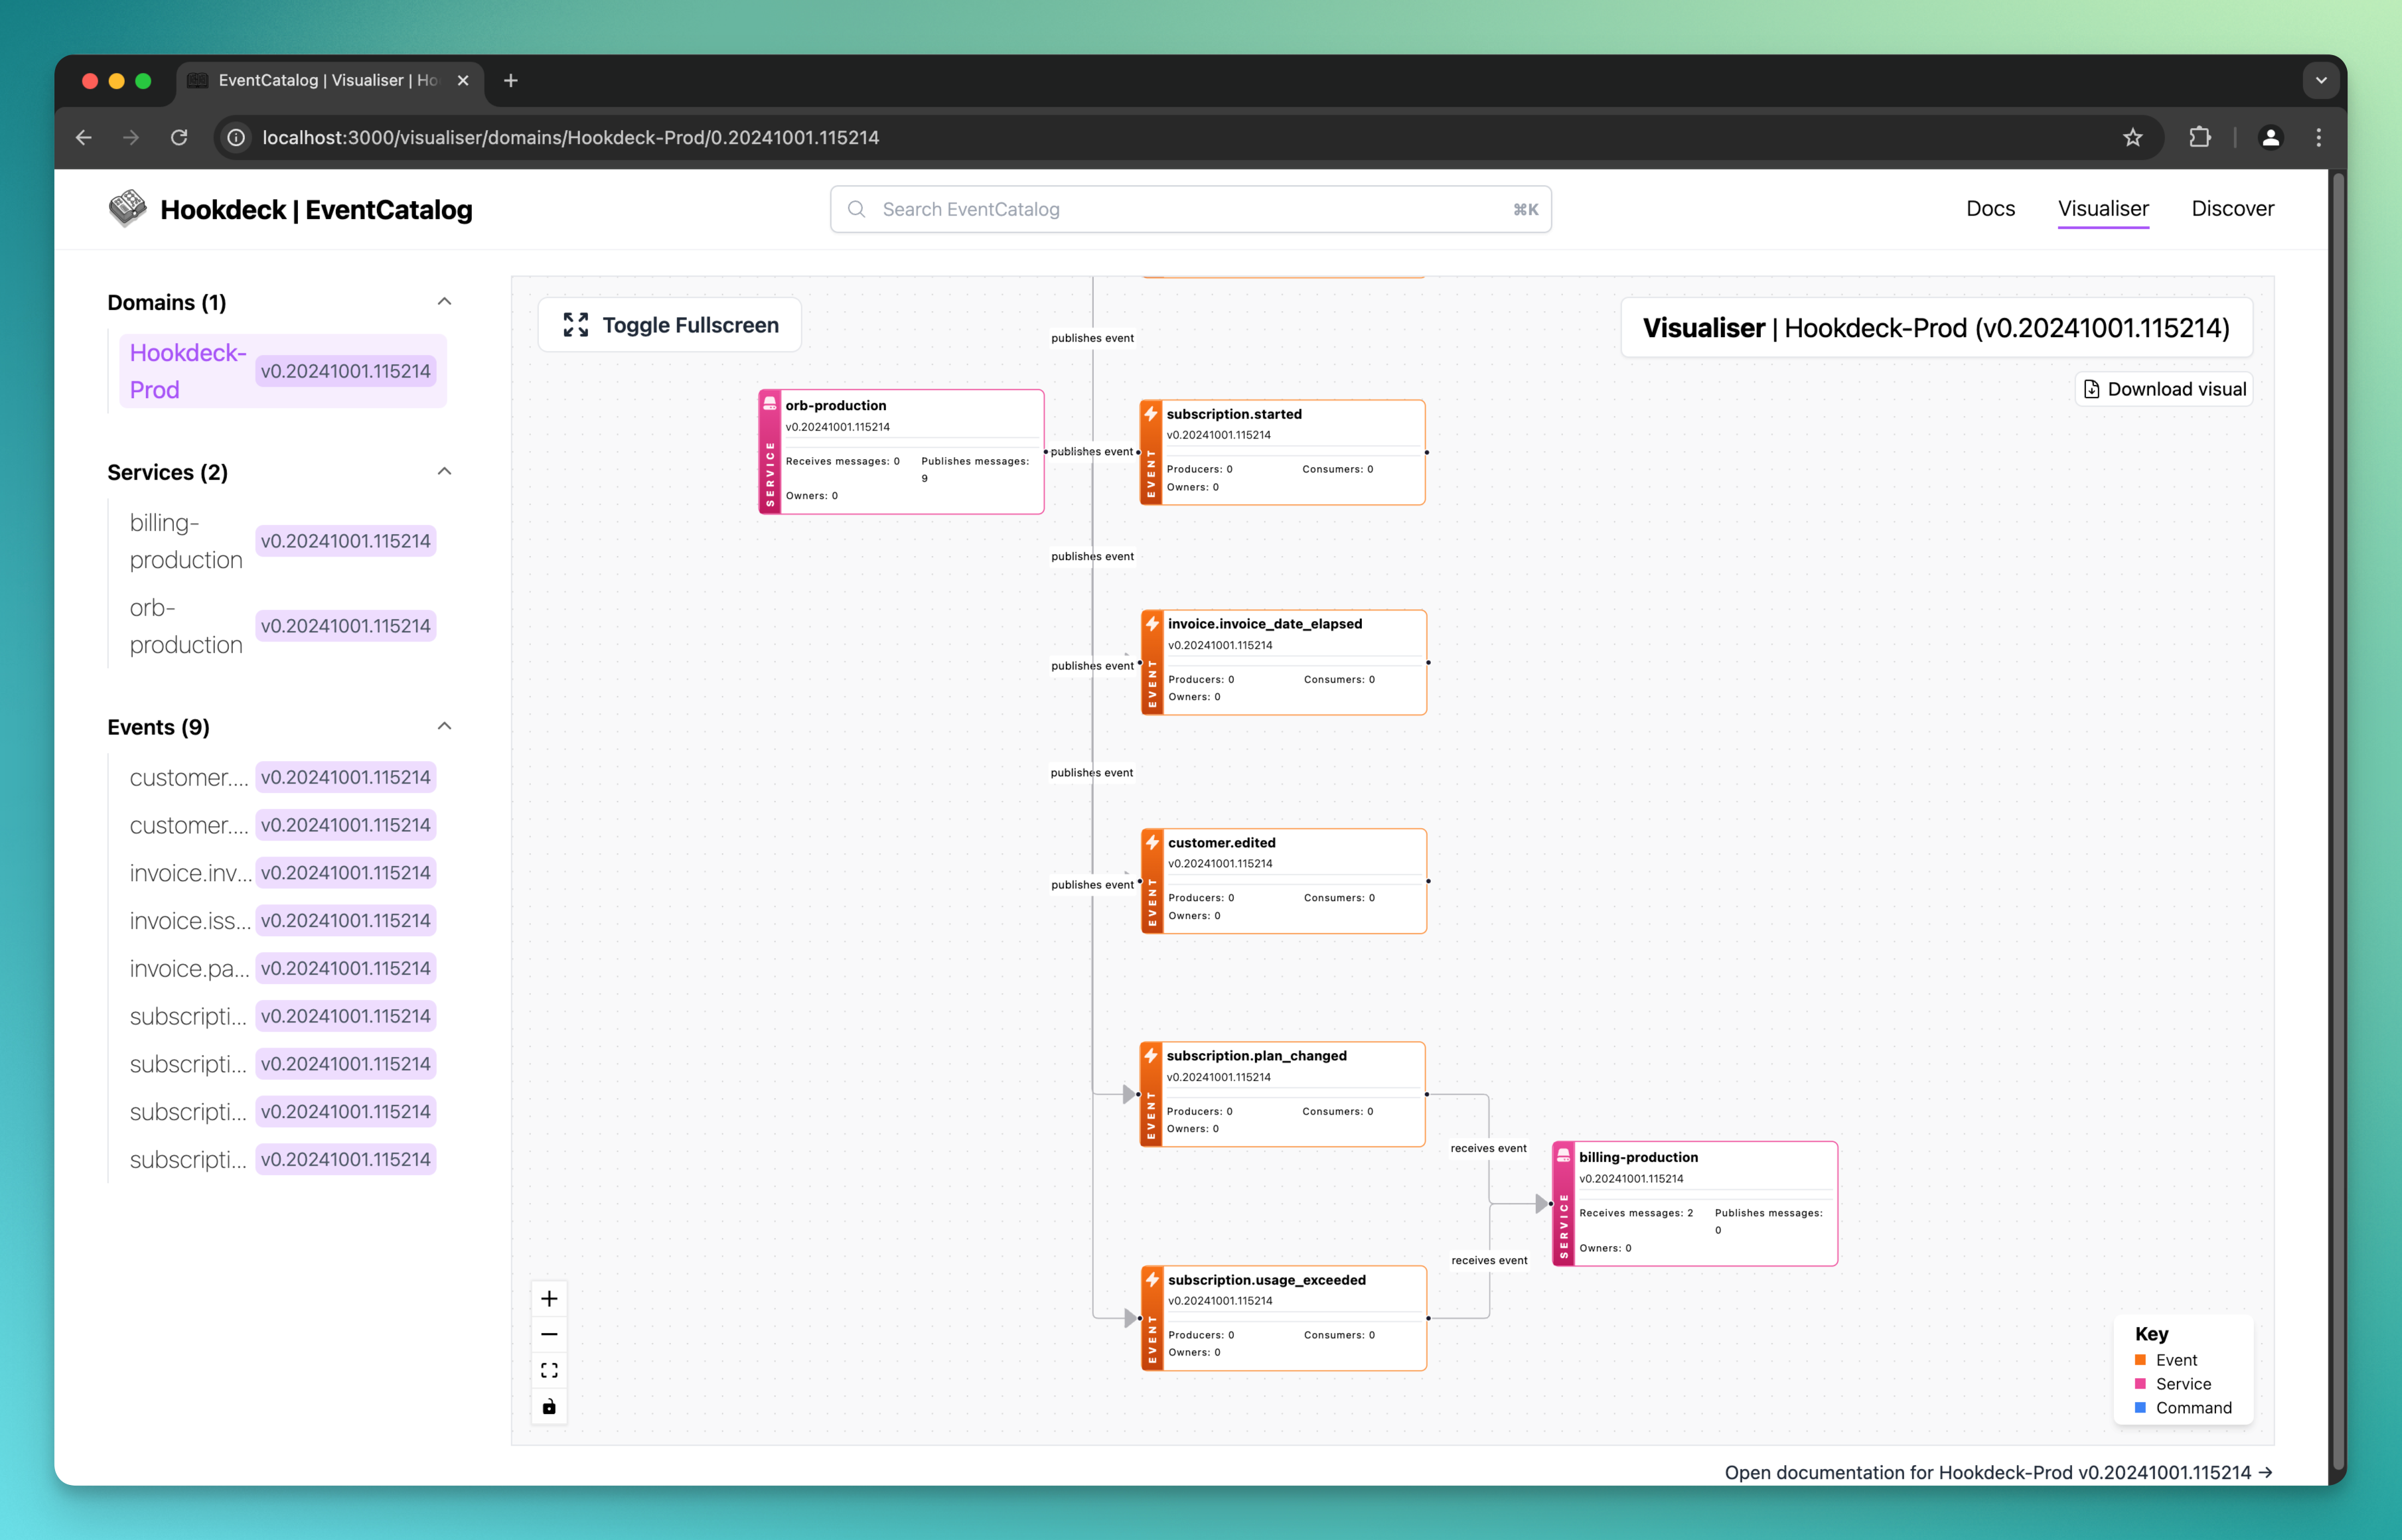 EventCatalog | Visualiser | Ho
localhost:3000/visualiser/domains/Hookdeck-Prod/0.20241001.115214
Hookdeck | EventCatalog
Search EventCatalog
⌘K
Docs
Visualiser
Discover
Domains (1)
Hookdeck-
Prod
v0.20241001.115214
Services (2)
billing-
production
v0.20241001.115214
orb-
production
v0.20241001.115214
Events (9)
customer....
v0.20241001.115214
customer....
v0.20241001.115214
invoice.inv...
v0.20241001.115214
invoice.iss...
v0.20241001.115214
invoice.pa...
v0.20241001.115214
subscripti...
v0.20241001.115214
subscripti...
v0.20241001.115214
subscripti...
v0.20241001.115214
subscripti...
v0.20241001.115214
Toggle Fullscreen
Visualiser | Hookdeck-Prod (v0.20241001.115214)
Download visual
publishes event
SERVICE
orb-production
v0.20241001.115214
Receives messages: 0
Publishes messages:
9
Owners: 0
publishes event
EVENT
subscription.started
v0.20241001.115214
Producers: 0
Consumers: 0
Owners: 0
publishes event
publishes event
EVENT
invoice.invoice_date_elapsed
v0.20241001.115214
Producers: 0
Consumers: 0
Owners: 0
publishes event
publishes event
EVENT
customer.edited
v0.20241001.115214
Producers: 0
Consumers: 0
Owners: 0
EVENT
subscription.plan_changed
v0.20241001.115214
Producers: 0
Consumers: 0
Owners: 0
receives event
SERVICE
billing-production
v0.20241001.115214
Receives messages: 2
Publishes messages:
0
Owners: 0
receives event
EVENT
subscription.usage_exceeded
v0.20241001.115214
Producers: 0
Consumers: 0
Owners: 0
Key
Event
Service
Command
Open documentation for Hookdeck-Prod v0.20241001.115214 →